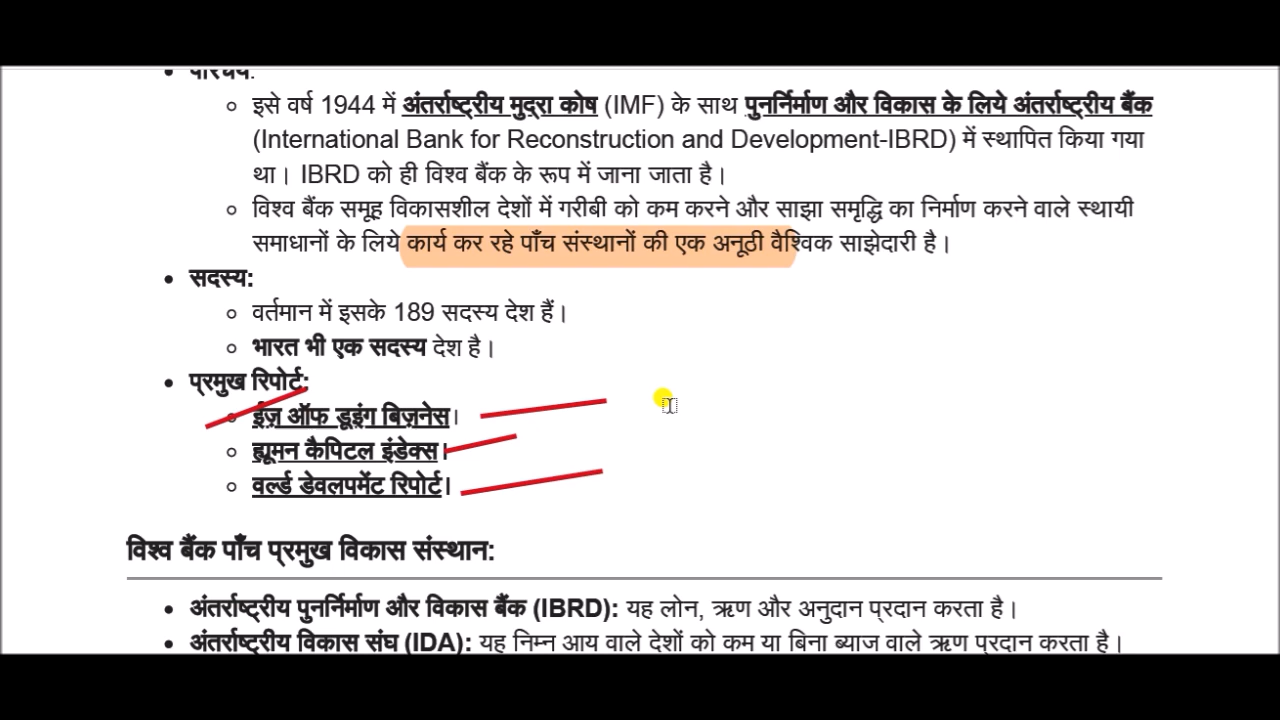 परिचय:
इसे वर्ष 1944 में अंतर्राष्ट्रीय मुद्रा कोष (IMF) के साथ पुनर्निर्माण और विकास के लिये अंतर्राष्ट्रीय बैंक
(International Bank for Reconstruction and Development-IBRD) में स्थापित किया गया
था। IBRD को ही विश्व बैंक के रूप में जाना जाता है।
विश्व बैंक समूह विकासशील देशों में गरीबी को कम करने और साझा समृद्धि का निर्माण करने वाले स्थायी
समाधानों के लिये कार्य कर रहे पाँच संस्थानों की एक अनूठी वैश्विक साझेदारी है।
सदस्य:
वर्तमान में इसके 189 सदस्य देश हैं।
भारत भी एक सदस्य देश है।
प्रमुख रिपोर्ट:
ईज़ ऑफ डूइंग बिज़नेस।
ह्यूमन कैपिटल इंडेक्स।
वर्ल्ड डेवलपमेंट रिपोर्ट।
विश्व बैंक पाँच प्रमुख विकास संस्थान:
अंतर्राष्ट्रीय पुनर्निर्माण और विकास बैंक (IBRD): यह लोन, ऋण और अनुदान प्रदान करता है।
अंतर्राष्ट्रीय विकास संघ (IDA): यह निम्न आय वाले देशों को कम या बिना ब्याज वाले ऋण प्रदान करता है।